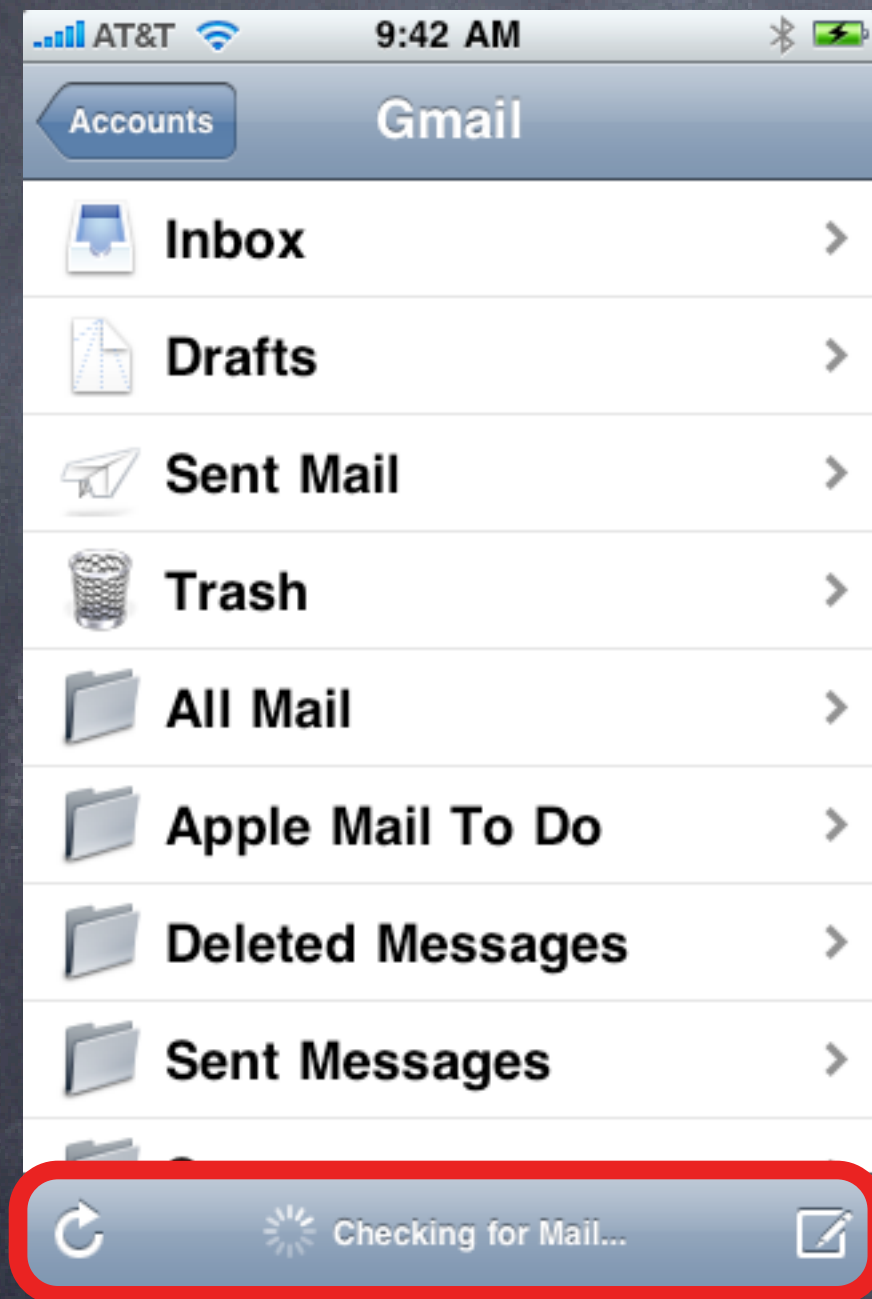 AT&T 9:42 AM
Accounts Gmail
Inbox
Drafts
Sent Mail
Trash
All Mail
Apple Mail To Do
Deleted Messages
Sent Messages
Checking for Mail...